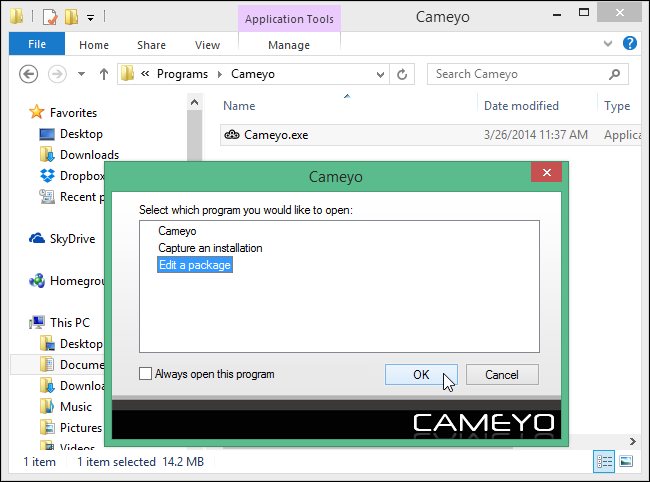 Application Tools
Cameyo
File
Home
Share
View
Manage
« Programs Cameyo
Search Cameyo
Name
Date modified
Type
Favorites
Desktop
Downloads
Dropbox
Recent p
SkyDrive
Homegrou
This PC
Desktop
Docume
Downloa
Music
Pictures
Videos
Cameyo.exe
3/26/2014 11:37 AM
Applica
Cameyo
Select which program you would like to open:
Cameyo
Capture an installation
Edit a package
Always open this program
OK
Cancel
CAMEYO
1 item
1 item selected 14.2 MB